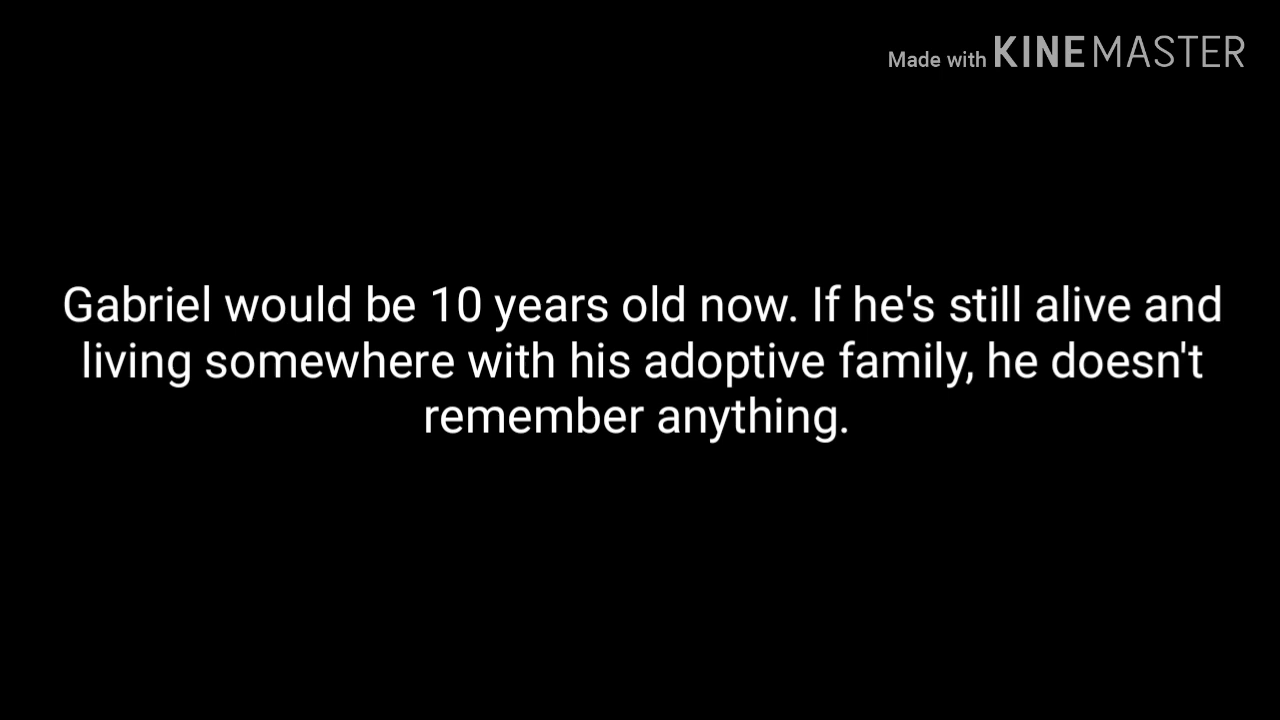 Made with KINEMASTER
Gabriel would be 10 years old now. If he's still alive and
living somewhere with his adoptive family, he doesn't
remember anything.